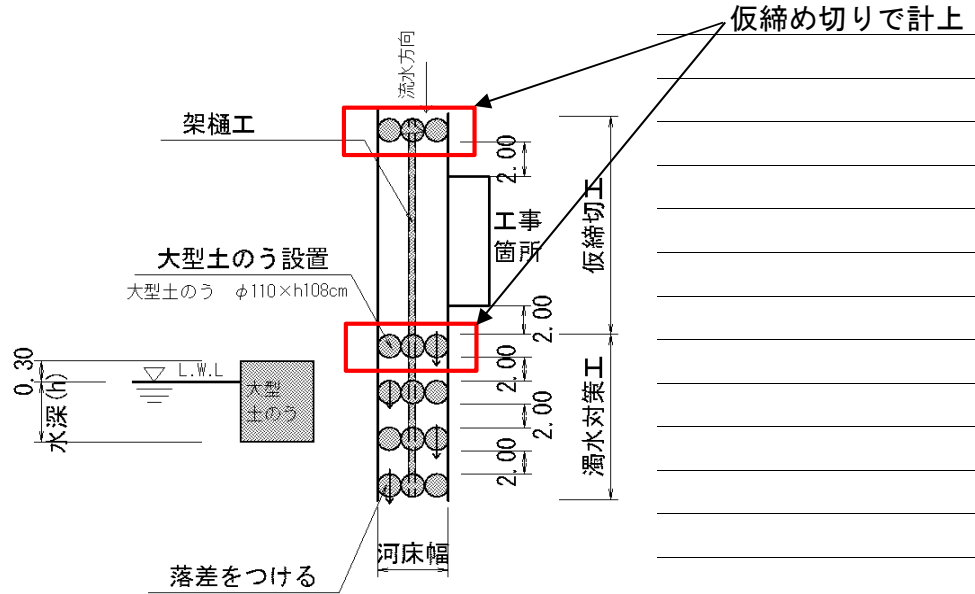 仮締め切りで計上
流水方向
架樋工
2.00
工事
箇所
仮締切工
大型土のう設置
大型土のう φ110×h108cm
2.00
0.30
L.W.L
水深(h)
大型
土のう
2.00
2.00
2.00
濁水対策工
河床幅
落差をつける